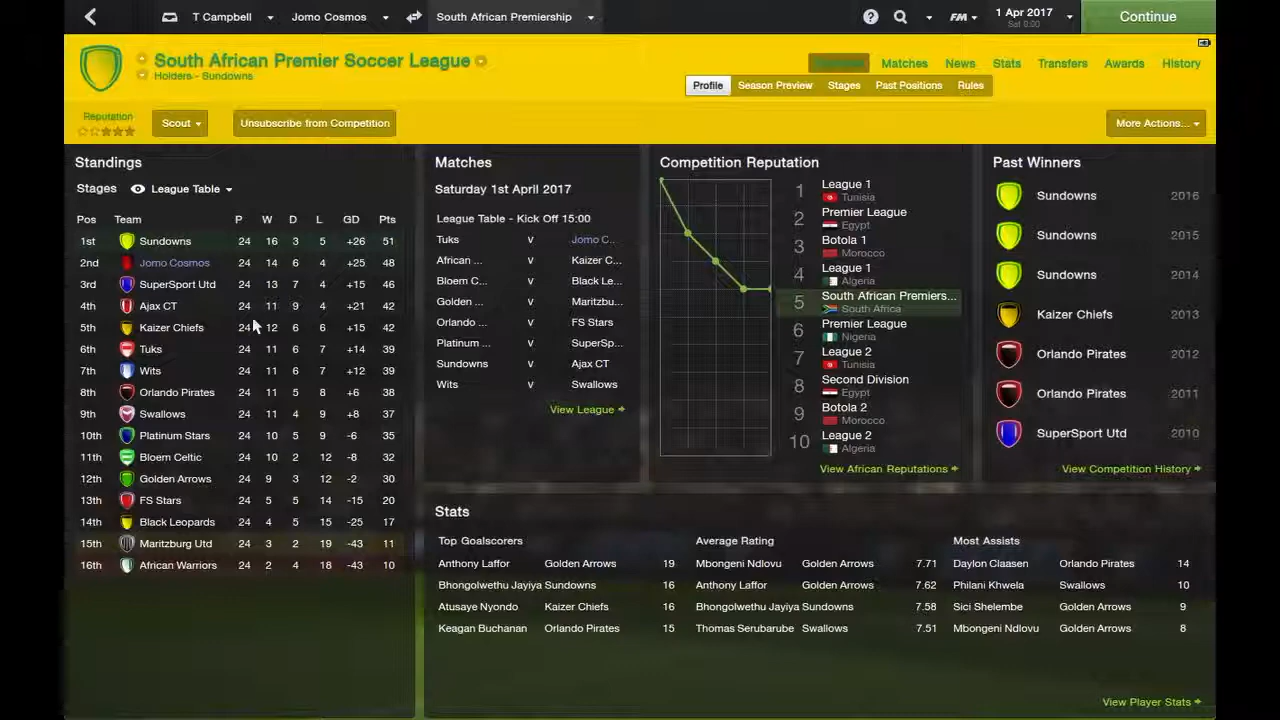 T Campbell
Jomo Cosmos
South African Premiership
FM
1 Apr 2017
Sat 0:00
Continue
South African Premier Soccer League
Holders - Sundowns
Matches
News
Stats
Transfers
Awards
History
Profile
Season Preview
Stages
Past Positions
Rules
Reputation
Scout
Unsubscribe from Competition
More Actions...
Standings
Stages League Table
Pos Team P W D L GD Pts
1st Sundowns 24 16 3 5 +26 51
2nd Jomo Cosmos 24 14 6 4 +25 48
3rd SuperSport Utd 24 13 7 4 +15 46
4th Ajax CT 24 11 9 4 +21 42
5th Kaizer Chiefs 24 12 6 6 +15 42
6th Tuks 24 11 6 7 +14 39
7th Wits 24 11 6 7 +12 39
8th Orlando Pirates 24 11 5 8 +6 38
9th Swallows 24 11 4 9 +8 37
10th Platinum Stars 24 10 5 9 -6 35
11th Bloem Celtic 24 10 2 12 -8 32
12th Golden Arrows 24 9 3 12 -2 30
13th FS Stars 24 5 5 14 -15 20
14th Black Leopards 24 4 5 15 -25 17
15th Maritzburg Utd 24 3 2 19 -43 11
16th African Warriors 24 2 4 18 -43 10
Matches
Saturday 1st April 2017
League Table - Kick Off 15:00
Tuks v Jomo C...
African ... v Kaizer C...
Bloem C... v Black Le...
Golden ... v Maritzbu...
Orlando ... v FS Stars
Platinum ... v SuperSp...
Sundowns v Ajax CT
Wits v Swallows
View League
Competition Reputation
1 League 1
Tunisia
2 Premier League
Egypt
3 Botola 1
Morocco
4 League 1
Algeria
5 South African Premiers...
South Africa
6 Premier League
Nigeria
7 League 2
Tunisia
8 Second Division
Egypt
9 Botola 2
Morocco
10 League 2
Algeria
View African Reputations
Past Winners
Sundowns 2016
Sundowns 2015
Sundowns 2014
Kaizer Chiefs 2013
Orlando Pirates 2012
Orlando Pirates 2011
SuperSport Utd 2010
View Competition History
Stats
Top Goalscorers
Anthony Laffor Golden Arrows 19
Bhongolwethu Jayiya Sundowns 16
Atusaye Nyondo Kaizer Chiefs 16
Keagan Buchanan Orlando Pirates 15
Average Rating
Mbongeni Ndlovu Golden Arrows 7.71
Anthony Laffor Golden Arrows 7.62
Bhongolwethu Jayiya Sundowns 7.58
Thomas Serubarube Swallows 7.51
Most Assists
Daylon Claasen Orlando Pirates 14
Philani Khwela Swallows 10
Sici Shelembe Golden Arrows 9
Mbongeni Ndlovu Golden Arrows 8
View Player Stats